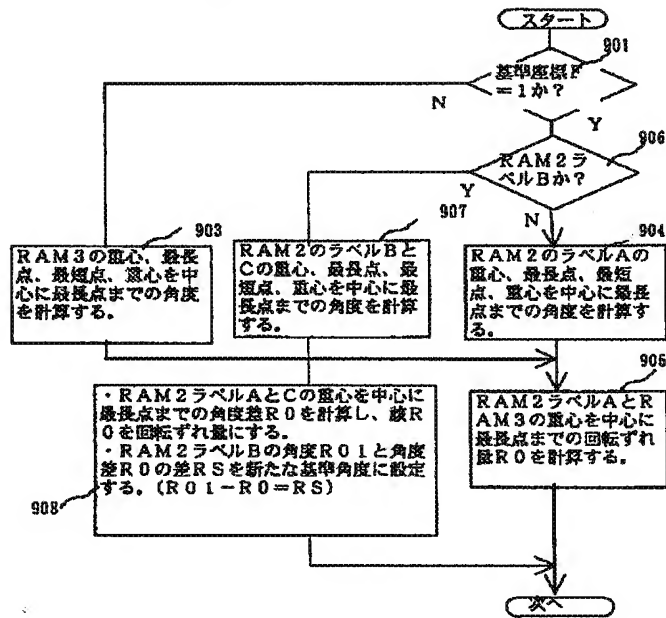 スタート
901
基準座標F
=1か?
N
Y
906
RAM2ラ
ベルBか?
Y
N
903
907
904
RAM3の重心、最長
点、最短点、重心を中
心に最長点までの角度
を計算する。
RAM2のラベルBと
Cの重心、最長点、最
短点、重心を中心に最
長点までの角度を計算
する。
RAM2のラベルAの
重心、最長点、最短
点、重心を中心に最長
点までの角度を計算す
る。
・RAM2ラベルAとCの重心を中心に
最長点までの角度差R0を計算し、該R
0を回転ずれ量にする。
・RAM2ラベルBの角度R01と角度
差R0の差RSを新たな基準角度に設定
する。(R01-R0=RS)
908
905
RAM2ラベルAとR
AM3の重心を中心に
最長点までの回転ずれ
量R0を計算する。
次へ